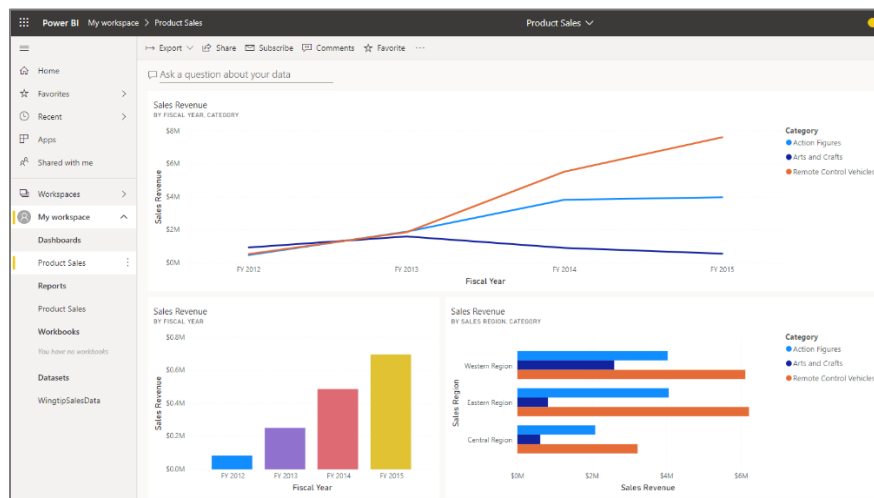 Power BI My workspace > Product Sales
Product Sales
Export Share Subscribe Comments Favorite ...
Home
Favorites
Recent
Apps
Shared with me
Workspaces
My workspace
Dashboards
Product Sales
Reports
Product Sales
Workbooks
You have no workbooks
Datasets
WingtipSalesData
Ask a question about your data
Sales Revenue
BY FISCAL YEAR, CATEGORY
$8M
$6M
$4M
$2M
$0M
Sales Revenue
FY 2012 FY 2013 FY 2014 FY 2015
Fiscal Year
Category
Action Figures
Arts and Crafts
Remote Control Vehicles
Sales Revenue
BY FISCAL YEAR
$0.8M
$0.6M
$0.4M
$0.2M
$0.0M
Sales Revenue
FY 2012 FY 2013 FY 2014 FY 2015
Fiscal Year
Sales Revenue
BY SALES REGION, CATEGORY
Sales Region
Western Region
Eastern Region
Central Region
$0M $2M $4M $6M
Sales Revenue
Category
Action Figures
Arts and Crafts
Remote Control Vehicles